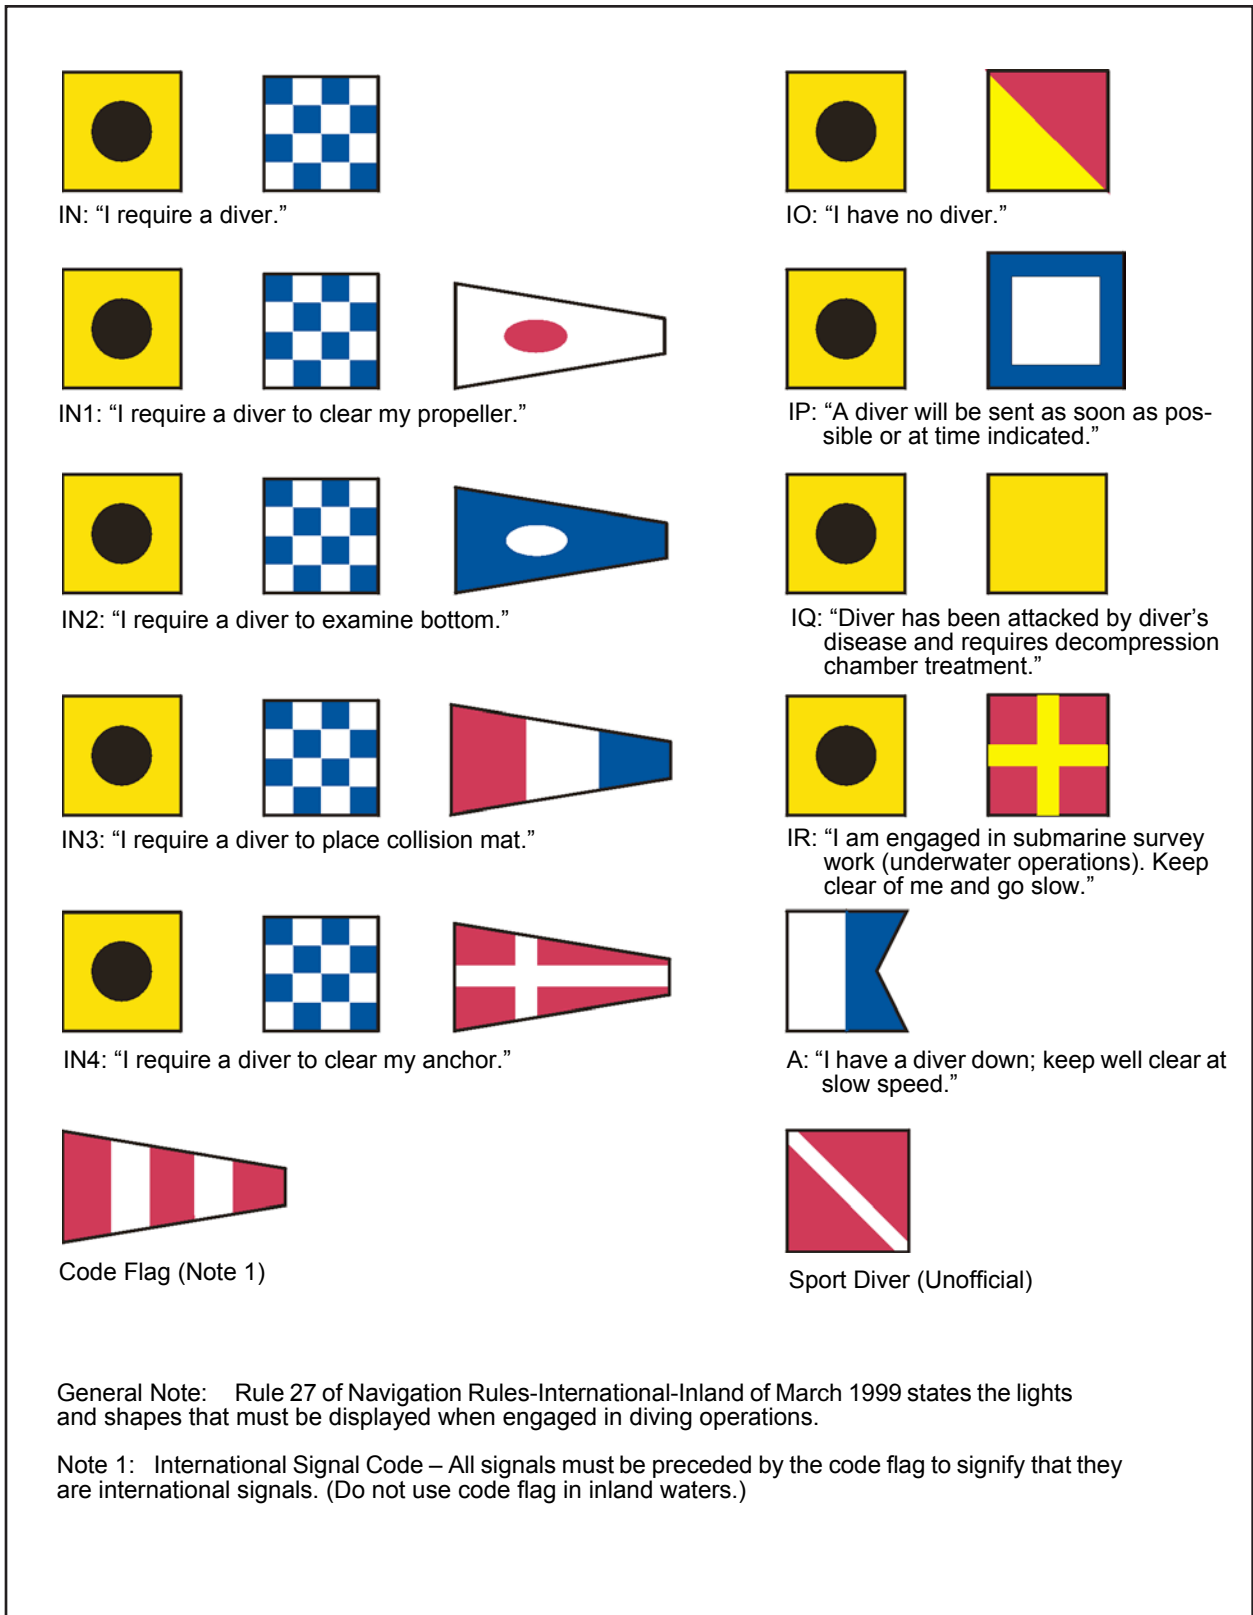 IN: “I require a diver.”
IN1: “I require a diver to clear my propeller.”
IN2: “I require a diver to examine bottom.”
IN3: “I require a diver to place collision mat.”
IN4: “I require a diver to clear my anchor.”
Code Flag (Note 1)
IO: “I have no diver.”
IP: “A diver will be sent as soon as pos-
sible or at time indicated.”
IQ: “Diver has been attacked by diver’s
disease and requires decompression
chamber treatment.”
IR: “I am engaged in submarine survey
work (underwater operations). Keep
clear of me and go slow.”
A: “I have a diver down; keep well clear at
slow speed.”
Sport Diver (Unofficial)
General Note: Rule 27 of Navigation Rules-International-Inland of March 1999 states the lights
and shapes that must be displayed when engaged in diving operations.
Note 1: International Signal Code – All signals must be preceded by the code flag to signify that they
are international signals. (Do not use code flag in inland waters.)